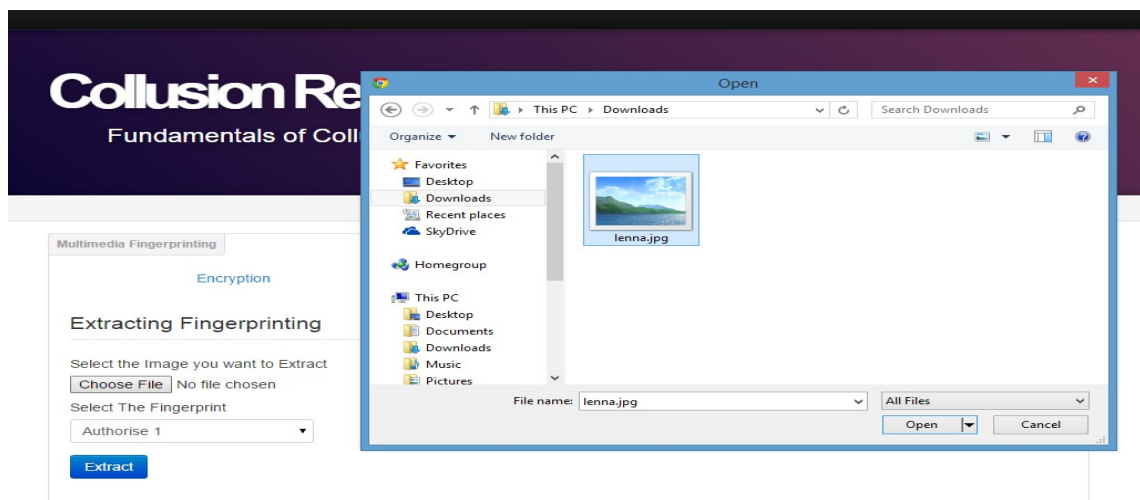 Collusion Re
Fundamentals of Coll
Multimedia Fingerprinting
Encryption
Extracting Fingerprinting
Select the Image you want to Extract
Choose File No file chosen
Select The Fingerprint
Authorise 1
Extract
Open
This PC Downloads
Search Downloads
Organize New folder
Favorites
Desktop
Downloads
Recent places
SkyDrive
Homegroup
This PC
Desktop
Documents
Downloads
Music
Pictures
lenna.jpg
File name: lenna.jpg
All Files
Open Cancel